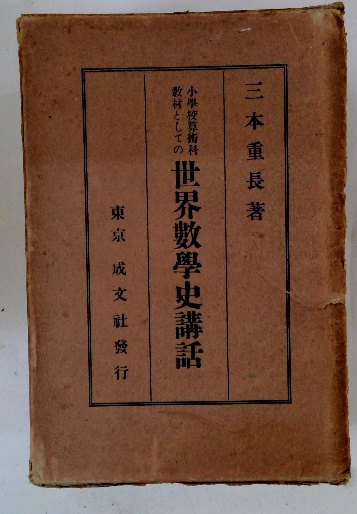 三本重長著
小學校算術科
教材としての
世界數學史講話
東京 成文社發行